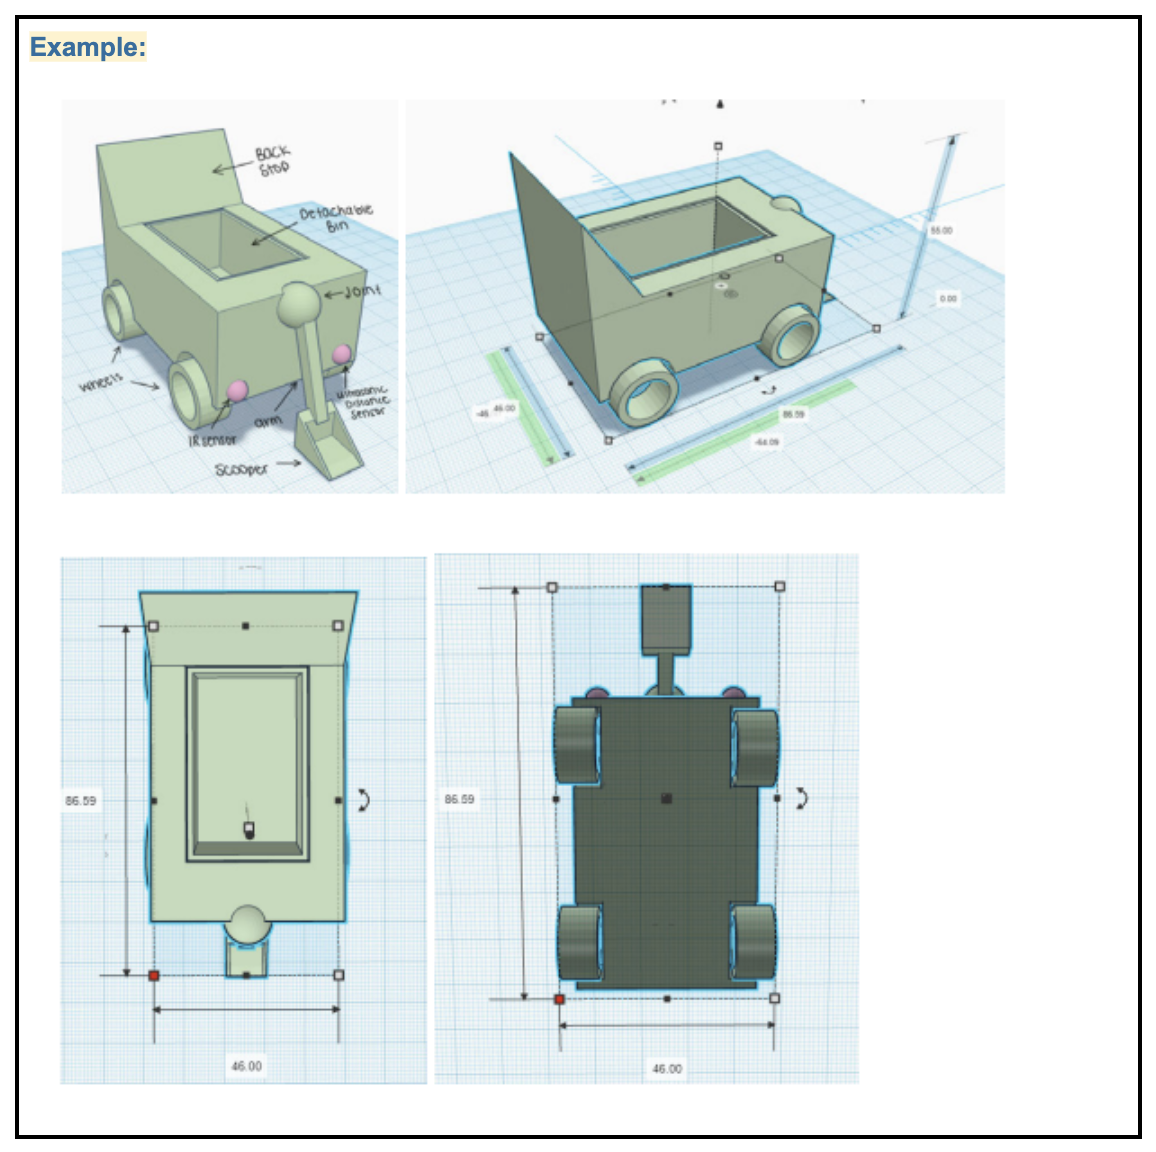 Example:
BACK
Stop
Detachable
Bin
Joint
wheels
IR sensor
arm
ultrasonic
Distance
Sensor
Scooper
55.00
0.00
-46
46.00
86.59
-64.09
86.59
46.00
86.59
46.00